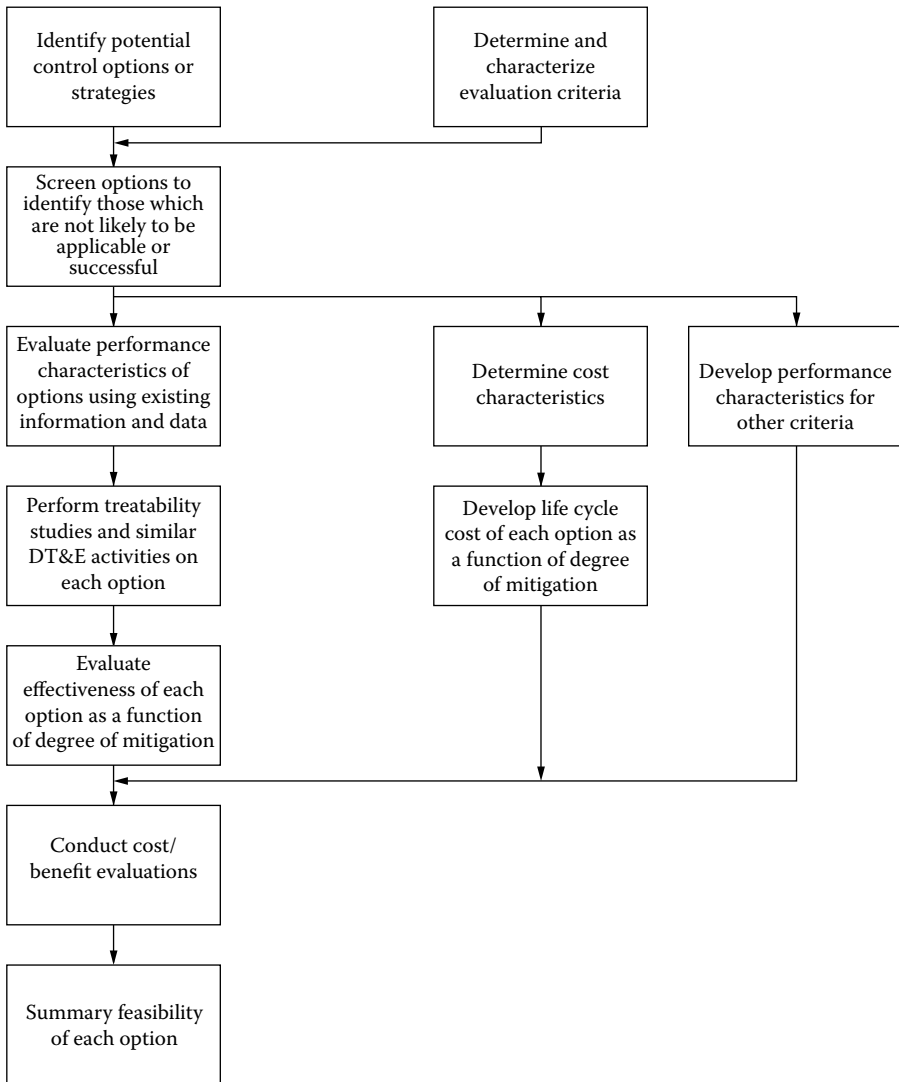 Identify potential
control options or
strategies
Determine and
characterize
evaluation criteria
Screen options to
identify those which
are not likely to be
applicable or
successful
Evaluate performance
characteristics of
options using existing
information and data
Determine cost
characteristics
Develop performance
characteristics for
other criteria
Perform treatability
studies and similar
DT&E activities on
each option
Develop life cycle
cost of each option as
a function of degree
of mitigation
Evaluate
effectiveness of each
option as a function
of degree of mitigation
Conduct cost/
benefit evaluations
Summary feasibility
of each option